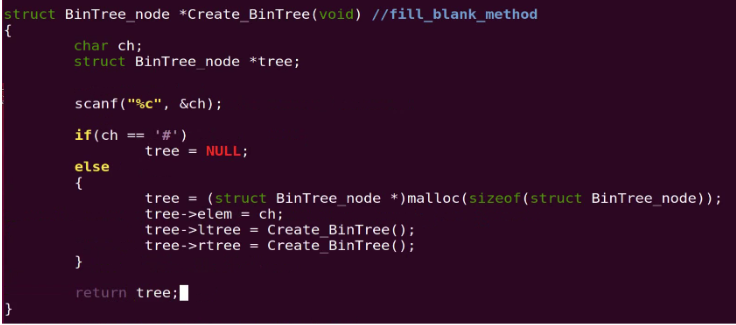 struct BinTree_node *Create_BinTree(void) //fill_blank_method
{
        char ch;
        struct BinTree_node *tree;
        scanf("%c", &ch);
        if(ch == '#')
                tree = NULL;
        else
        {
                tree = (struct BinTree_node *)malloc(sizeof(struct BinTree_node));
                tree->elem = ch;
                tree->ltree = Create_BinTree();
                tree->rtree = Create_BinTree();
        }
        return tree;
}